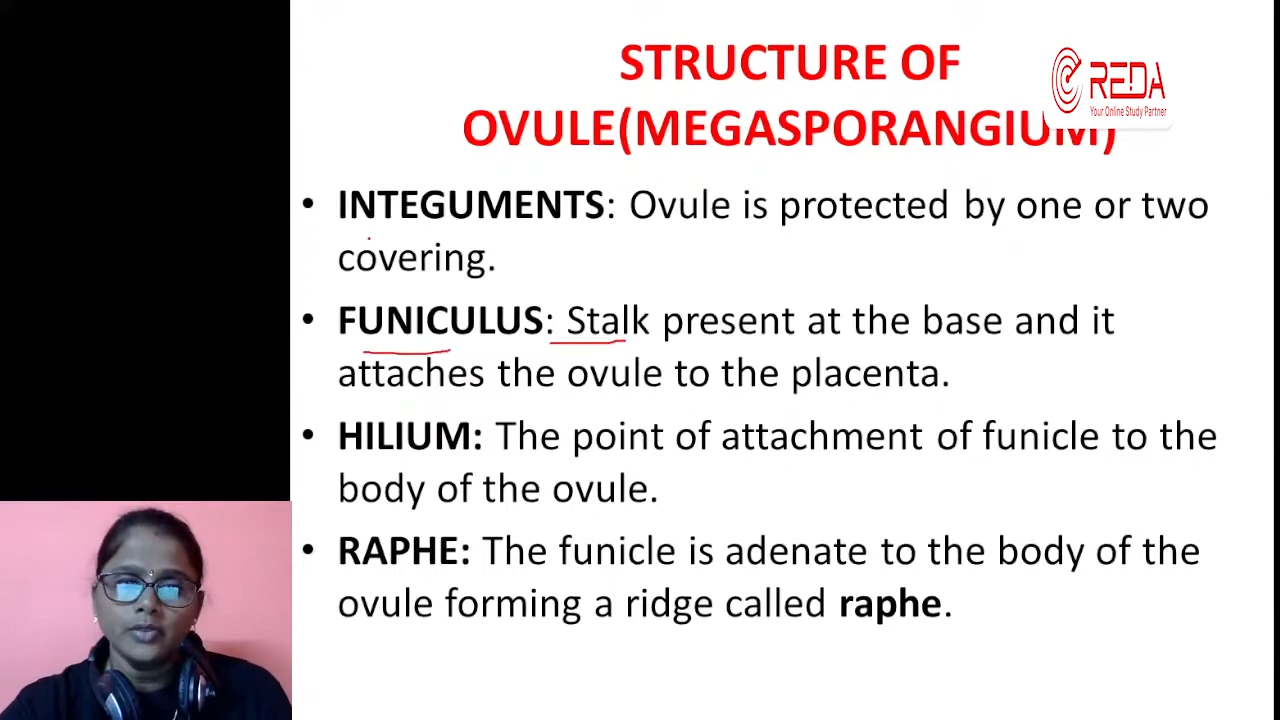 STRUCTURE OF
OVULE(MEGASPORANGIUM)
CREDA
Your Online Study Partner
• INTEGUMENTS: Ovule is protected by one or two
covering.
• FUNICULUS: Stalk present at the base and it
attaches the ovule to the placenta.
• HILIUM: The point of attachment of funicle to the
body of the ovule.
• RAPHE: The funicle is adenate to the body of the
ovule forming a ridge called raphe.